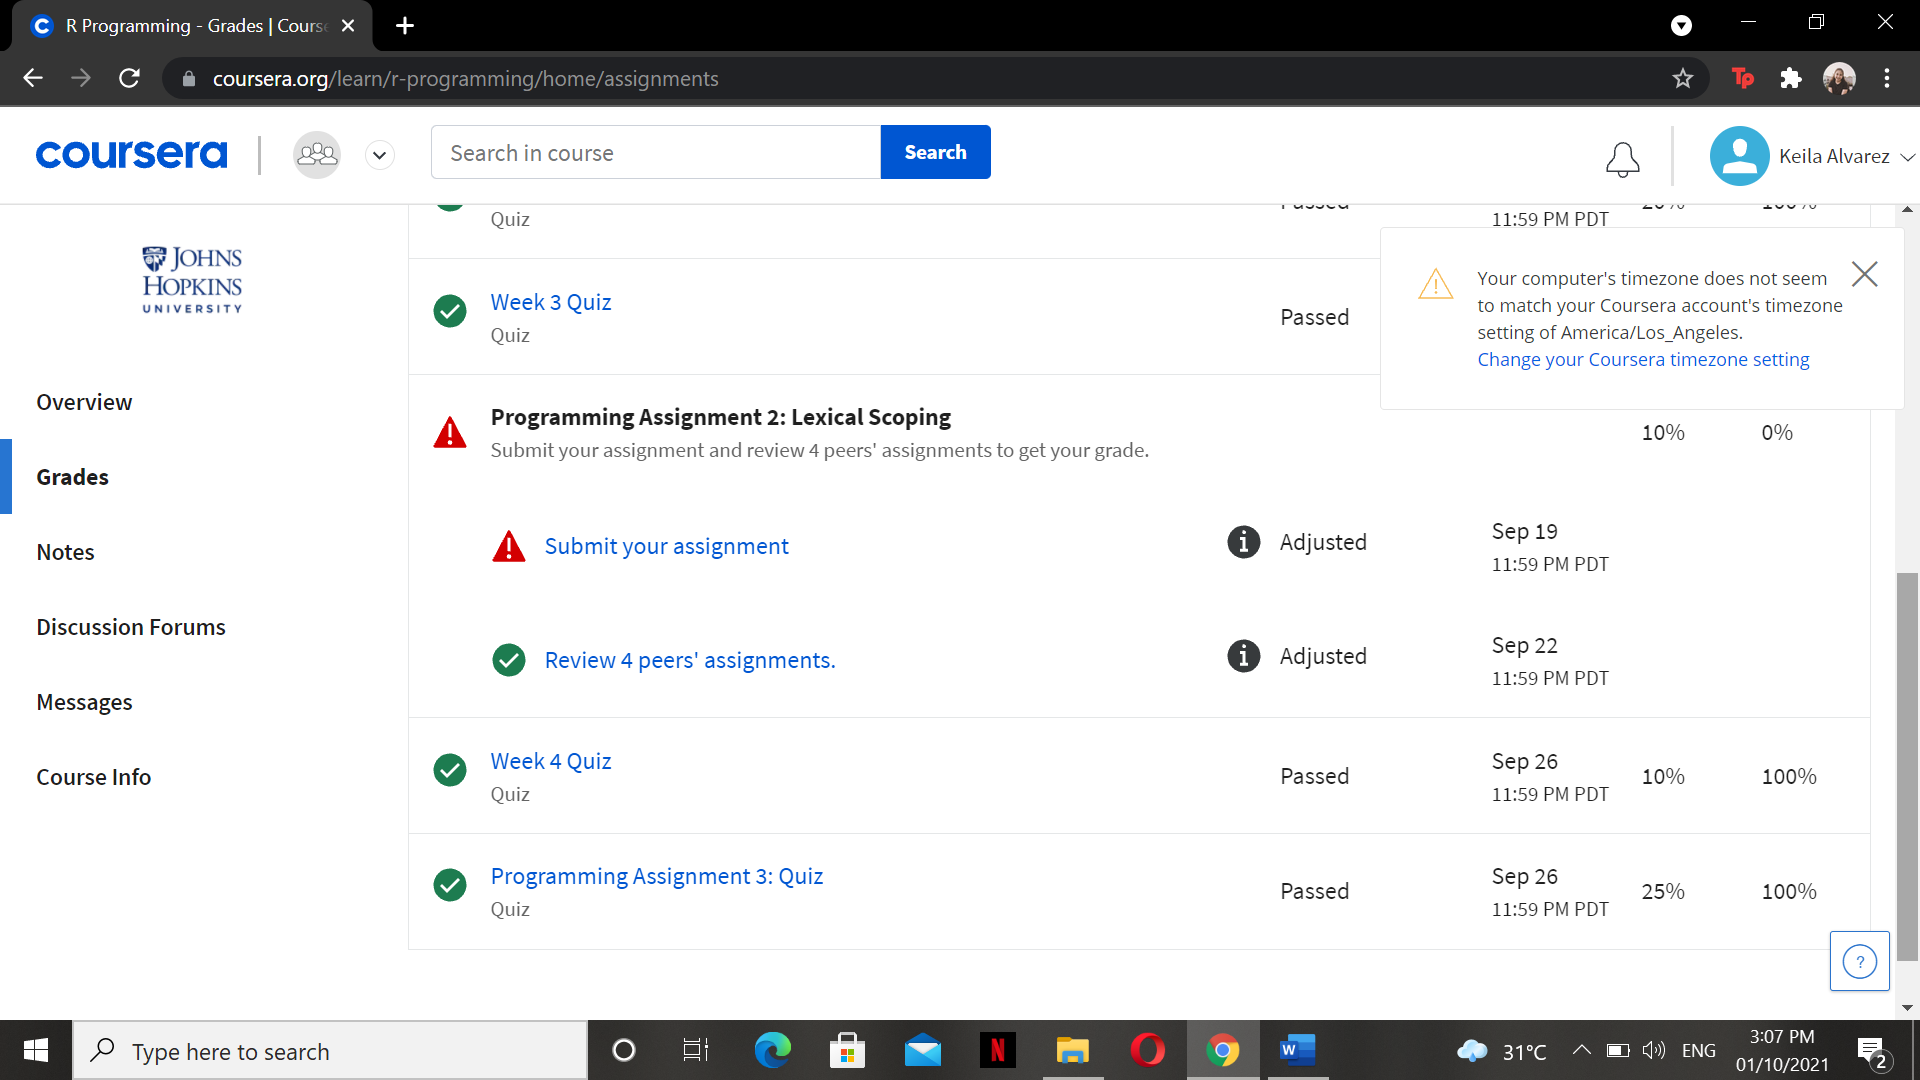 R Programming - Grades | Course
coursera.org/learn/r-programming/home/assignments
Tp
coursera
Search in course
Search
Keila Alvarez
JOHNS
HOPKINS
UNIVERSITY
Overview
Grades
Notes
Discussion Forums
Messages
Course Info
Quiz
Passed
11:59 PM PDT
20%
100%
Week 3 Quiz
Quiz
Passed
Your computer's timezone does not seem
to match your Coursera account's timezone
setting of America/Los_Angeles.
Change your Coursera timezone setting
Programming Assignment 2: Lexical Scoping
Submit your assignment and review 4 peers' assignments to get your grade.
10%
0%
Submit your assignment
Adjusted
Sep 19
11:59 PM PDT
Review 4 peers' assignments.
Adjusted
Sep 22
11:59 PM PDT
Week 4 Quiz
Quiz
Passed
Sep 26
11:59 PM PDT
10%
100%
Programming Assignment 3: Quiz
Quiz
Passed
Sep 26
11:59 PM PDT
25%
100%
?
Type here to search
N
W
31°C
ENG
3:07 PM
01/10/2021
2